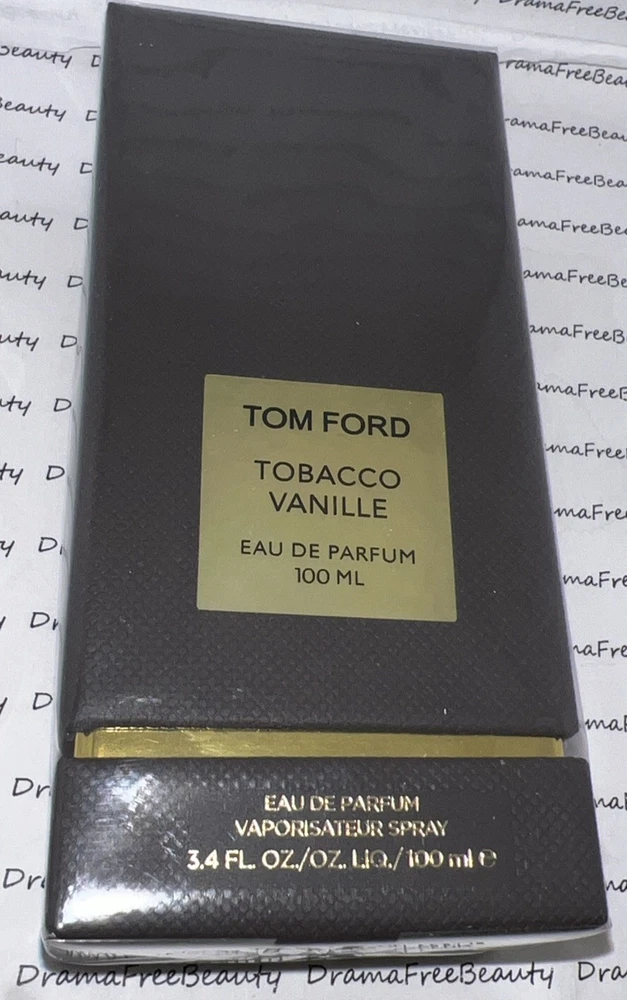 TOM FORD
TOBACCO
VANILLE
EAU DE PARFUM
100 ML
EAU DE PARFUM
VAPORISATEUR SPRAY
3.4 FL. OZ./OZ. LIQ./100 ml ℮
DramaFreeBeauty DramaFreeBeauty